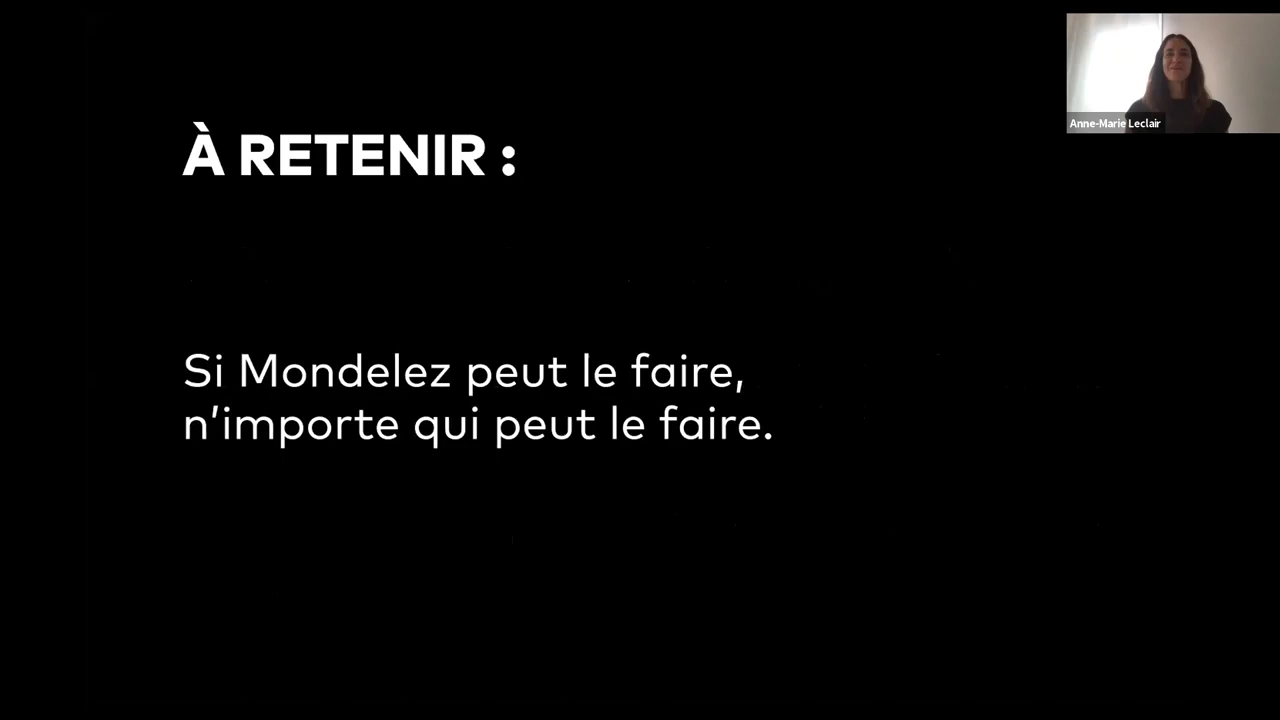 À RETENIR :
Si Mondelez peut le faire,
n’importe qui peut le faire.
Anne-Marie Leclair